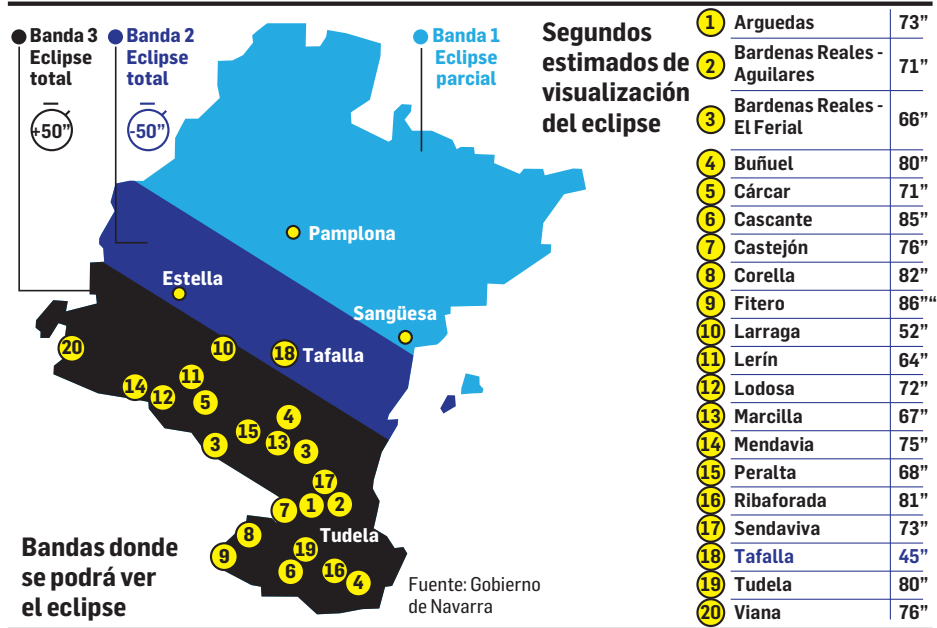 Banda 3
Eclipse
total
+50”
Banda 2
Eclipse
total
-50”
Banda 1
Eclipse
parcial
Segundos
estimados de
visualización
del eclipse
Pamplona
Estella
Sangüesa
18 Tafalla
20
10
14
12
11
5
3
15
4
13
3
17
7
1
2
Tudela
8
9
19
6
16
4
Bandas donde
se podrá ver
el eclipse
Fuente: Gobierno
de Navarra
1 Arguedas 73”
2 Bardenas Reales -
Aguilares 71”
3 Bardenas Reales -
El Ferial 66”
4 Buñuel 80”
5 Cárcar 71”
6 Cascante 85”
7 Castejón 76”
8 Corella 82”
9 Fitero 86”“
10 Larraga 52”
11 Lerín 64”
12 Lodosa 72”
13 Marcilla 67”
14 Mendavia 75”
15 Peralta 68”
16 Ribaforada 81”
17 Sendaviva 73”
18 Tafalla 45”
19 Tudela 80”
20 Viana 76”